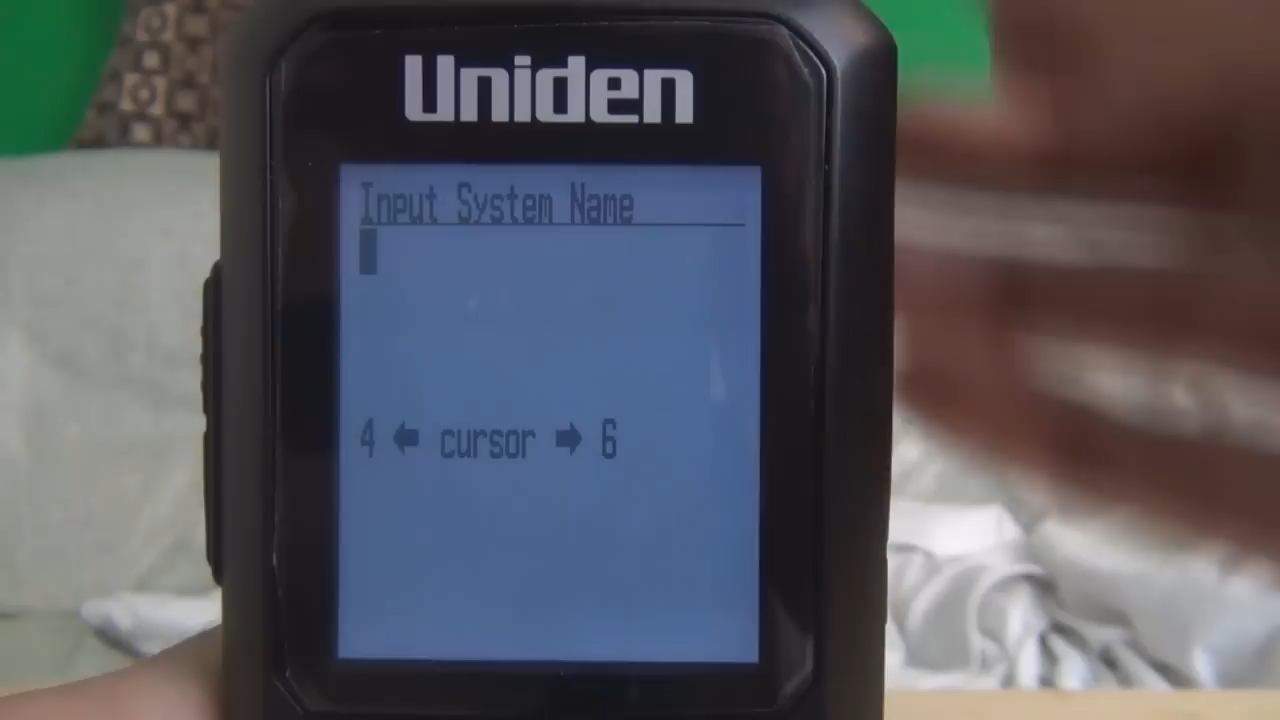 Uniden
Input System Name
4 ← cursor → 6